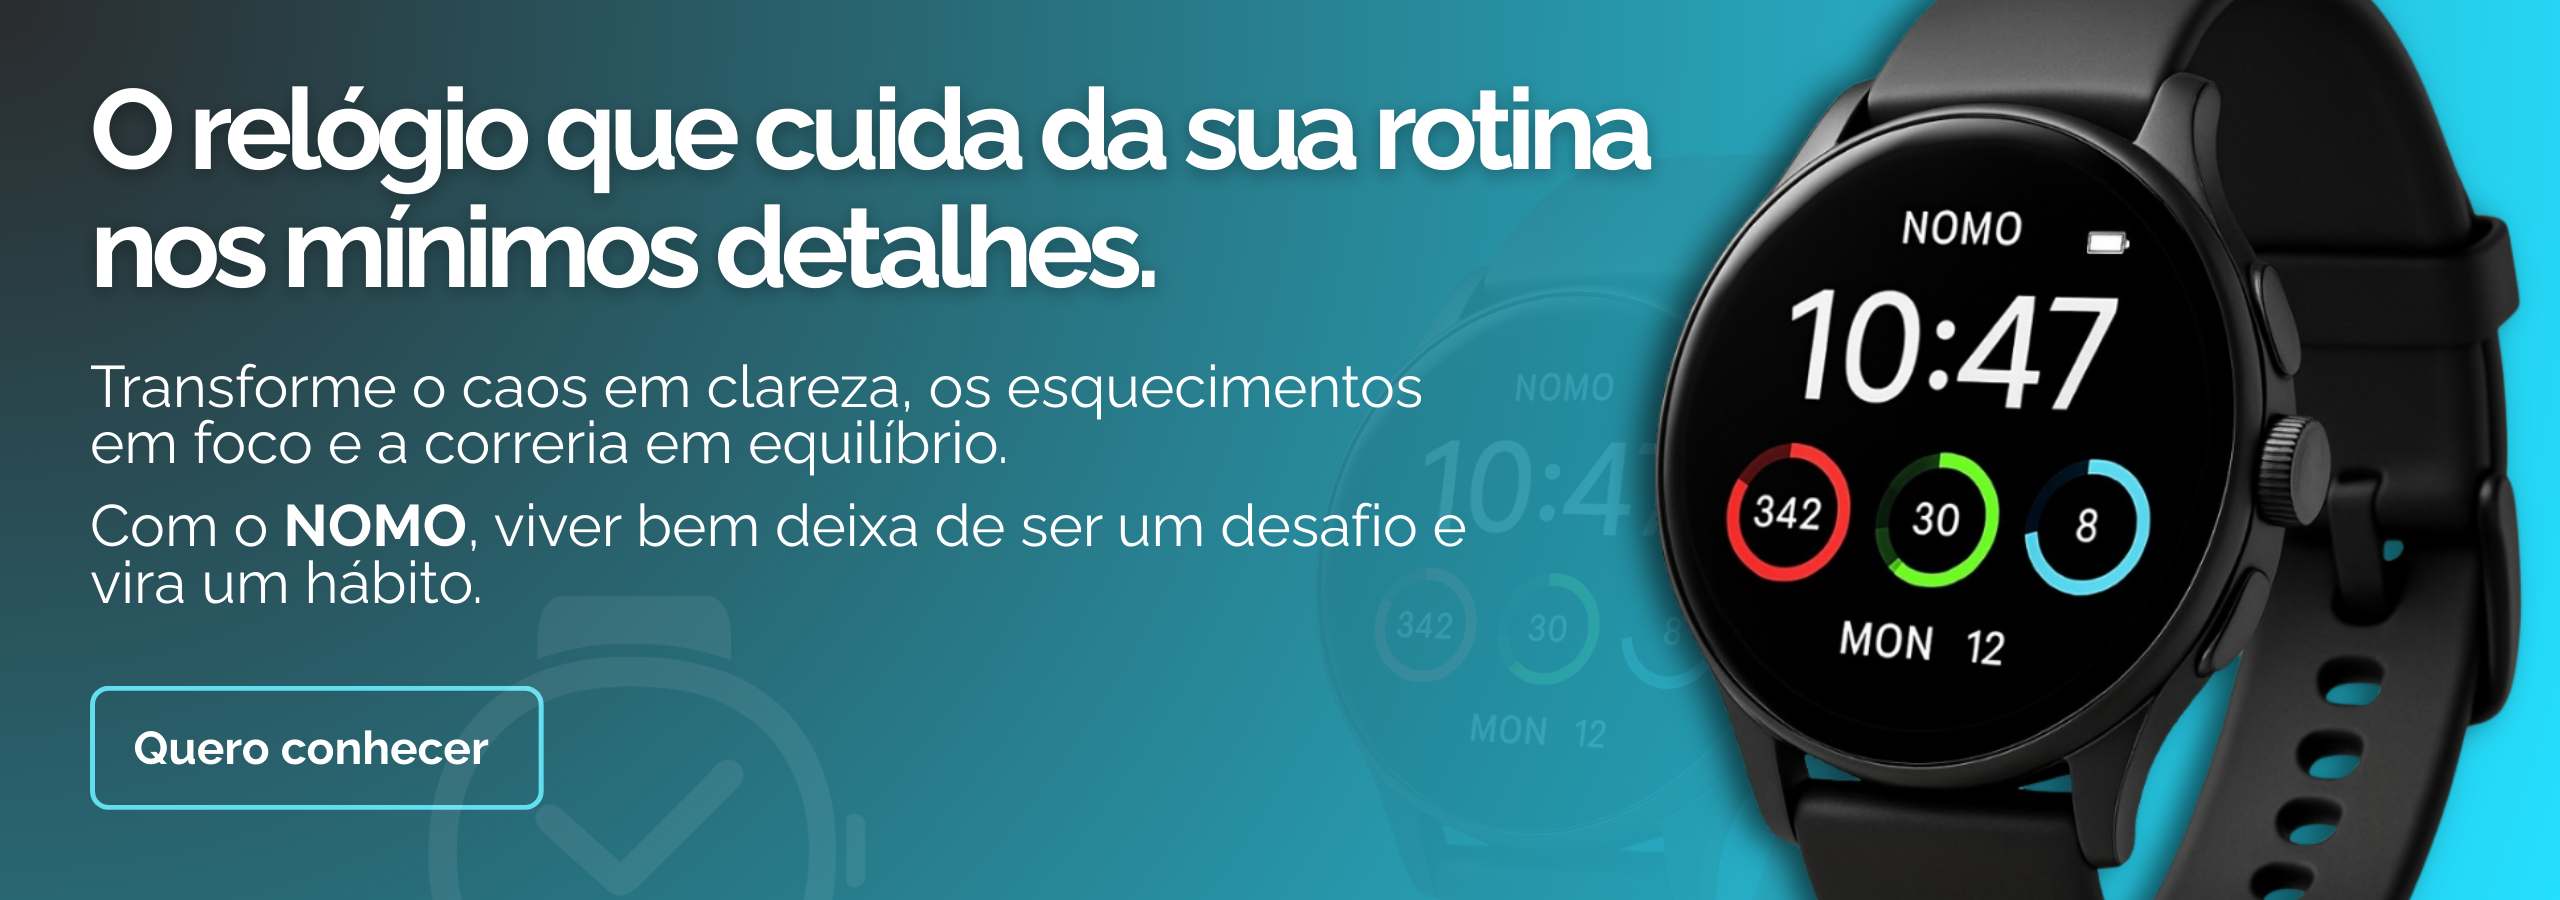 O relógio que cuida da sua rotina
nos mínimos detalhes.
Transforme o caos em clareza, os esquecimentos
em foco e a correria em equilíbrio.
Com o NOMO, viver bem deixa de ser um desafio e
vira um hábito.
Quero conhecer
NOMO
10:47
342 30 8
MON 12
NOMO
10:47
342 30 8
MON 12